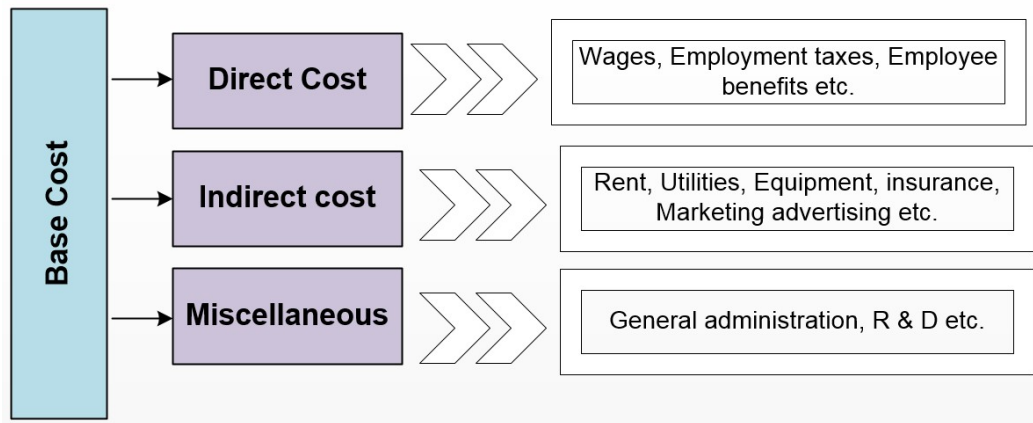 Base Cost
Direct Cost
Wages, Employment taxes, Employee
benefits etc.
Indirect cost
Rent, Utilities, Equipment, insurance,
Marketing advertising etc.
Miscellaneous
General administration, R & D etc.